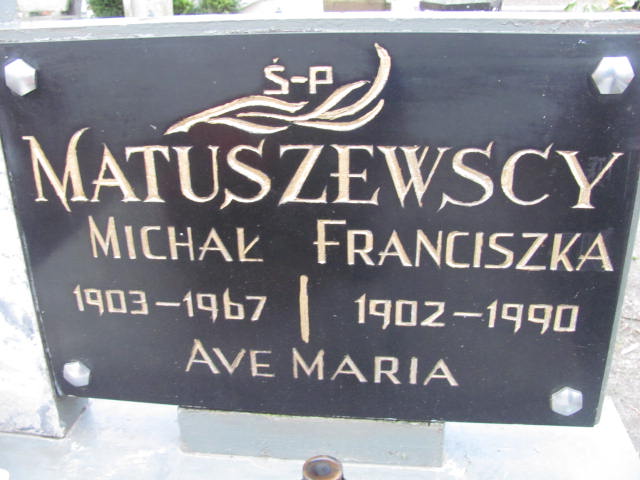 Ś-P
MATUSZEWSCY
MICHAŁ FRANCISZKA
1903-1967 | 1902-1990
AVE MARIA